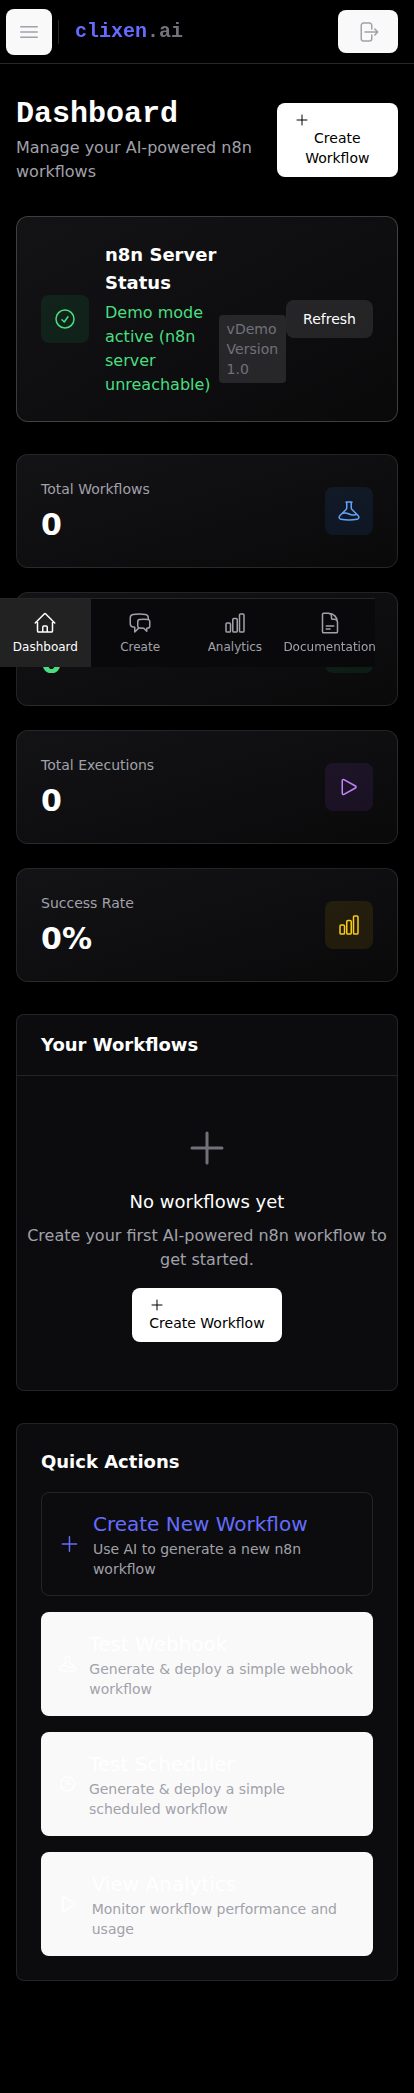 clixen.ai
Dashboard
Manage your AI-powered n8n
workflows
Create
Workflow
n8n Server
Status
Demo mode
active (n8n
server
unreachable)
vDemo
Version
1.0
Refresh
Total Workflows
0
Dashboard
Create
Analytics
Documentation
Total Executions
0
Success Rate
0%
Your Workflows
No workflows yet
Create your first AI-powered n8n workflow to
get started.
Create Workflow
Quick Actions
Create New Workflow
Use AI to generate a new n8n
workflow
Test Webhook
Generate & deploy a simple webhook
workflow
Test Scheduler
Generate & deploy a simple
scheduled workflow
View Analytics
Monitor workflow performance and
usage